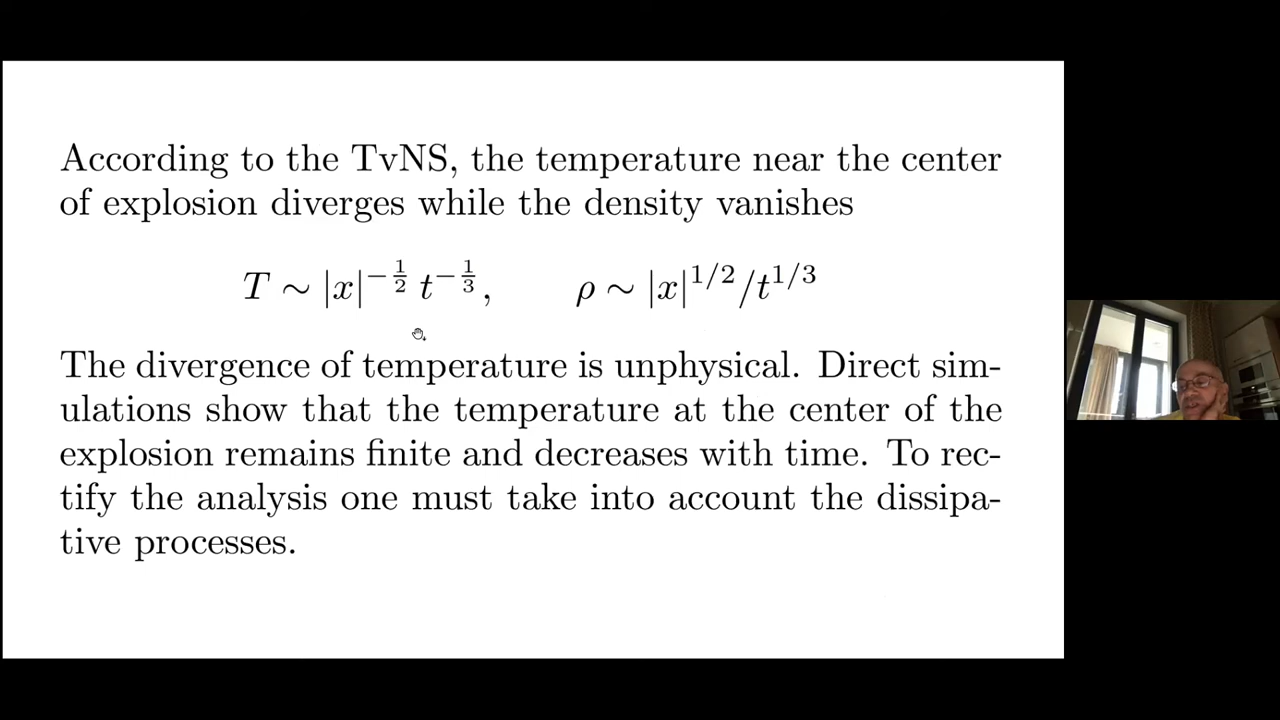 According to the TvNS, the temperature near the center
of explosion diverges while the density vanishes
T ∼ |x|^{−\frac{1}{2}} t^{−\frac{1}{3}},   ρ ∼ |x|^{1/2}/t^{1/3}
The divergence of temperature is unphysical. Direct sim-
ulations show that the temperature at the center of the
explosion remains finite and decreases with time. To rec-
tify the analysis one must take into account the dissipa-
tive processes.